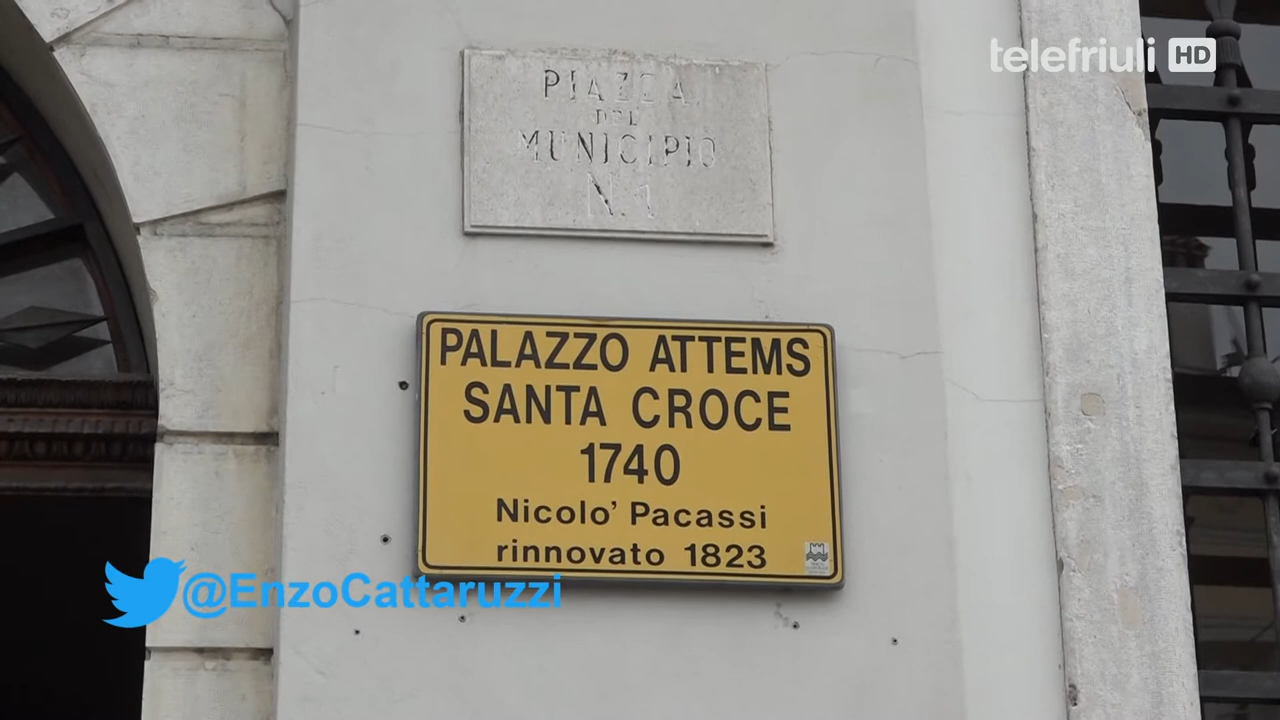 telefriuli HD
PIAZZA
DEL
MUNICIPIO
N.1
PALAZZO ATTEMS
SANTA CROCE
1740
Nicolo' Pacassi
rinnovato 1823
@EnzoCattaruzzi